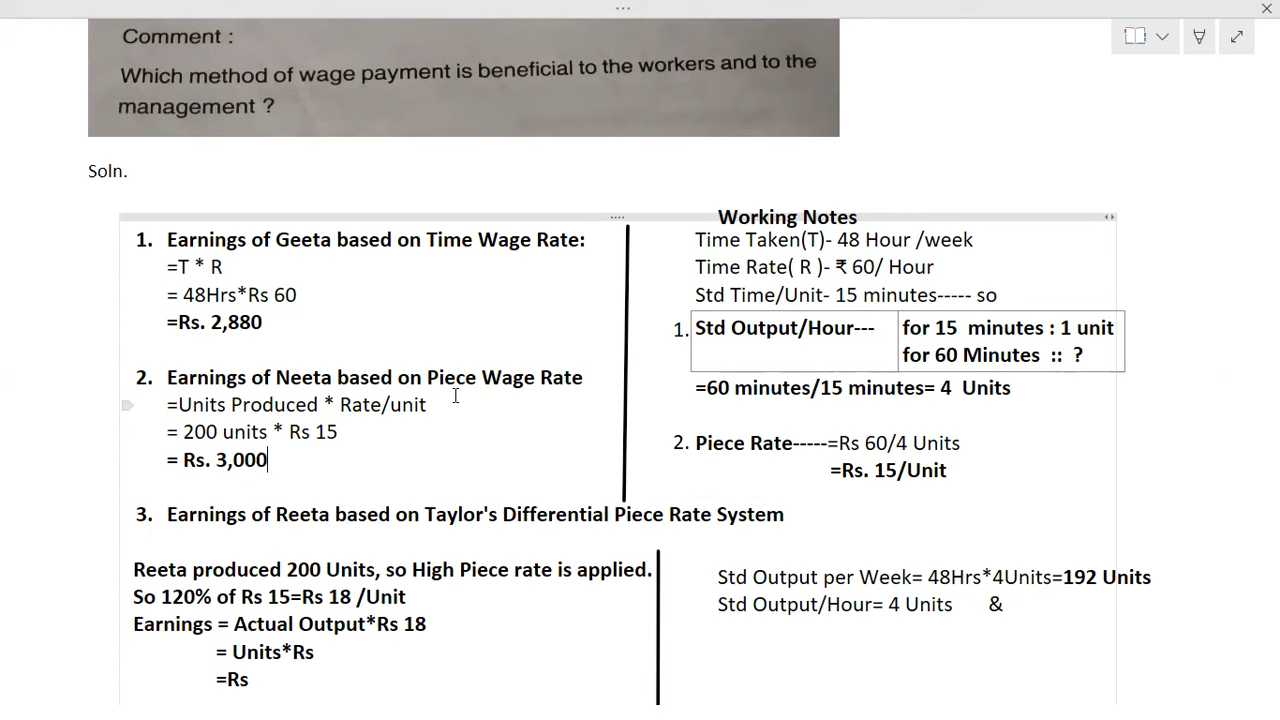 Comment :
Which method of wage payment is beneficial to the workers and to the
management ?
Soln.
1. Earnings of Geeta based on Time Wage Rate:
=T * R
= 48Hrs*Rs 60
=Rs. 2,880
2. Earnings of Neeta based on Piece Wage Rate
=Units Produced * Rate/unit
= 200 units * Rs 15
= Rs. 3,000
Working Notes
Time Taken(T)- 48 Hour /week
Time Rate( R )- ₹ 60/ Hour
Std Time/Unit- 15 minutes----- so
1. Std Output/Hour--- for 15 minutes : 1 unit
for 60 Minutes :: ?
=60 minutes/15 minutes= 4 Units
2. Piece Rate-----=Rs 60/4 Units
=Rs. 15/Unit
3. Earnings of Reeta based on Taylor's Differential Piece Rate System
Reeta produced 200 Units, so High Piece rate is applied.
So 120% of Rs 15=Rs 18 /Unit
Earnings = Actual Output*Rs 18
= Units*Rs
=Rs
Std Output per Week= 48Hrs*4Units=192 Units
Std Output/Hour= 4 Units &